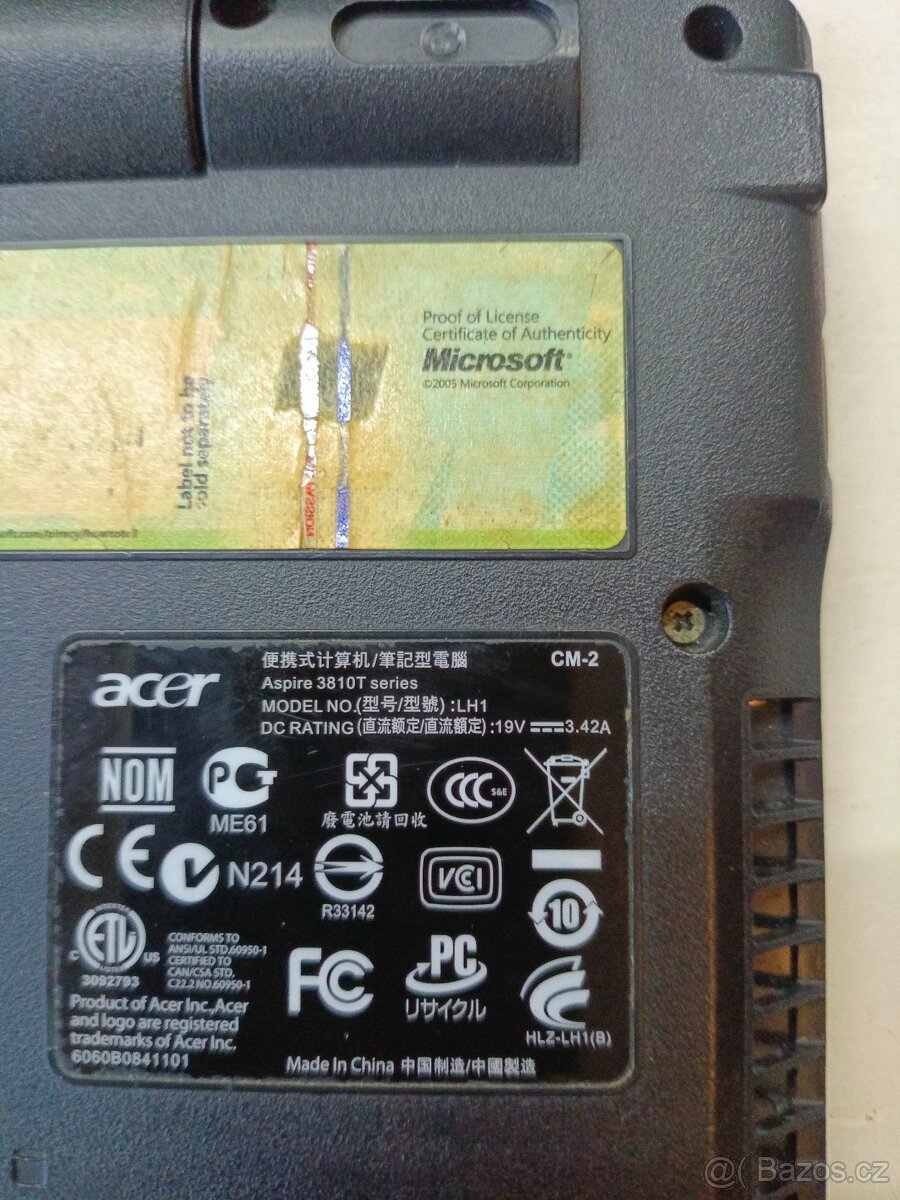 Proof of License
Certificate of Authenticity
Microsoft®
©2005 Microsoft Corporation
Label not to be
sold separately
acer
便携式计算机/筆記型電腦
CM-2
Aspire 3810T series
MODEL NO.(型号/型號) :LH1
DC RATING (直流额定/直流額定) :19V 3.42A
NOM
PCT
ME61
廢電池請回收
CCC
S&E
CE
N214
R33142
VCI
10
ETL
C US
INTERTEK
3092793
CONFORMS TO
ANSI/UL STD.60950-1
CERTIFIED TO
CAN/CSA STD.
C22.2 NO.60950-1
FC
PC
リサイクル
HLZ-LH1(B)
Product of Acer Inc.,Acer
and logo are registered
trademarks of Acer Inc.
6060B0841101
Made In China 中国制造/中國製造
@( Bazos.cz